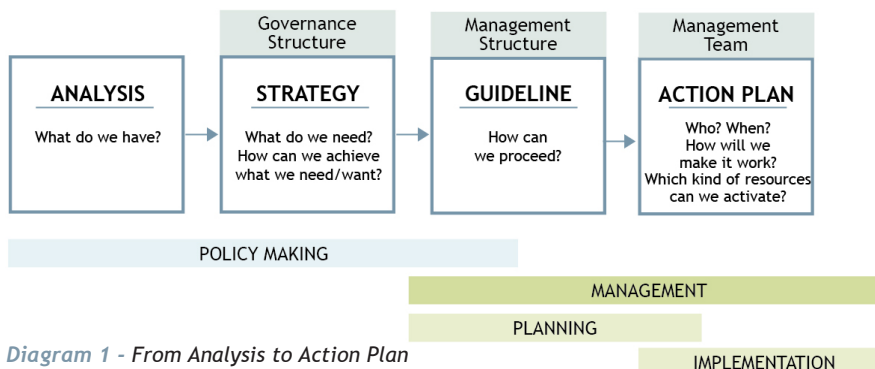 Governance
Structure
Management
Structure
Management
Team
ANALYSIS
What do we have?
STRATEGY
What do we need?
How can we achieve
what we need/want?
GUIDELINE
How can
we proceed?
ACTION PLAN
Who? When?
How will we
make it work?
Which kind of resources
can we activate?
POLICY MAKING
MANAGEMENT
PLANNING
IMPLEMENTATION
Diagram 1 - From Analysis to Action Plan